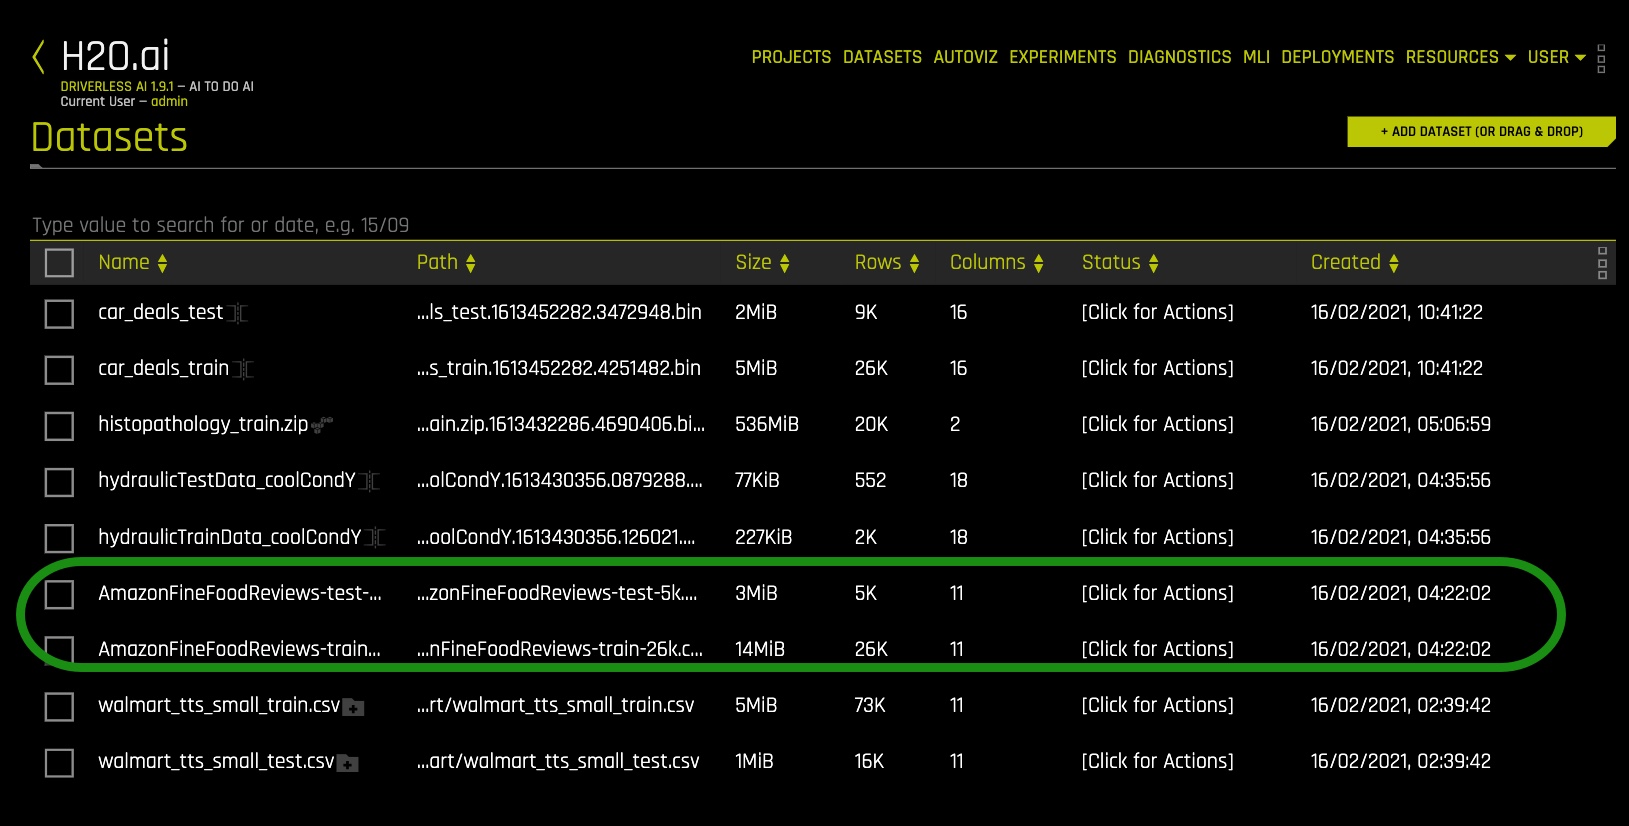 H2O.ai
DRIVERLESS AI 1.9.1 – AI TO DO AI
Current User – admin
PROJECTS DATASETS AUTOVIZ EXPERIMENTS DIAGNOSTICS MLI DEPLOYMENTS RESOURCES USER
Datasets
+ ADD DATASET (OR DRAG & DROP)
Type value to search for or date, e.g. 15/09
Name Path Size Rows Columns Status Created
car_deals_test ...ls_test.1613452282.3472948.bin 2MiB 9K 16 [Click for Actions] 16/02/2021, 10:41:22
car_deals_train ...s_train.1613452282.4251482.bin 5MiB 26K 16 [Click for Actions] 16/02/2021, 10:41:22
histopathology_train.zip ...ain.zip.1613432286.4690406.bi... 536MiB 20K 2 [Click for Actions] 16/02/2021, 05:06:59
hydraulicTestData_coolCondY ...olCondY.1613430356.0879288.... 77KiB 552 18 [Click for Actions] 16/02/2021, 04:35:56
hydraulicTrainData_coolCondY ...oolCondY.1613430356.126021.... 227KiB 2K 18 [Click for Actions] 16/02/2021, 04:35:56
AmazonFineFoodReviews-test-... ...zonFineFoodReviews-test-5k.... 3MiB 5K 11 [Click for Actions] 16/02/2021, 04:22:02
AmazonFineFoodReviews-train... ...nFineFoodReviews-train-26k.c... 14MiB 26K 11 [Click for Actions] 16/02/2021, 04:22:02
walmart_tts_small_train.csv ...rt/walmart_tts_small_train.csv 5MiB 73K 11 [Click for Actions] 16/02/2021, 02:39:42
walmart_tts_small_test.csv ...art/walmart_tts_small_test.csv 1MiB 16K 11 [Click for Actions] 16/02/2021, 02:39:42